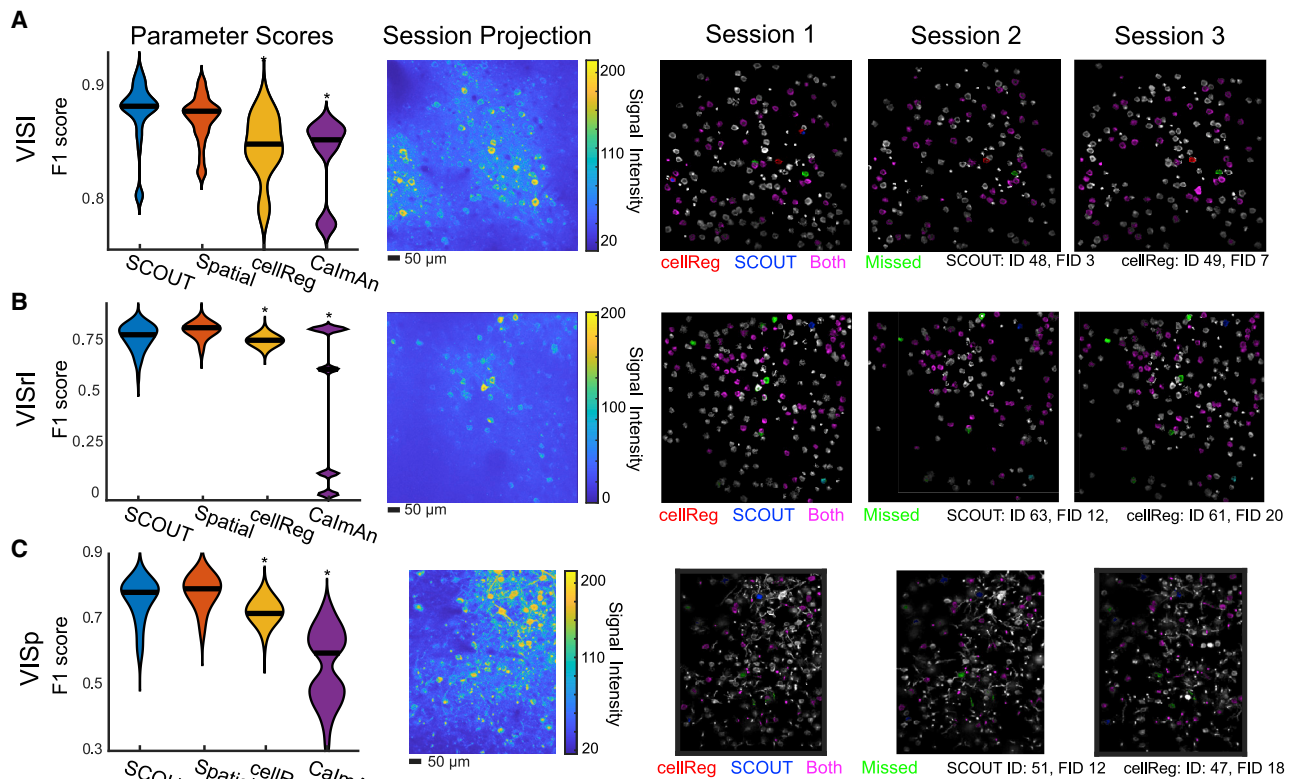 A
Parameter Scores
Session Projection
Session 1
Session 2
Session 3
VISl
F1 score
0.9
0.8
SCOUT
Spatial
cellReg
CaImAn
*
*
50 µm
200
110
20
Signal Intensity
cellReg SCOUT Both Missed SCOUT: ID 48, FID 3 cellReg: ID 49, FID 7
B
VISrl
F1 score
0.75
0.5
0.25
0
SCOUT
Spatial
cellReg
CaImAn
*
*
50 µm
200
100
0
Signal Intensity
cellReg SCOUT Both Missed SCOUT: ID 63, FID 12, cellReg: ID 61, FID 20
C
VISp
F1 score
0.9
0.7
0.5
0.3
*
*
50 µm
200
110
20
Signal Intensity
cellReg SCOUT Both Missed SCOUT ID: 51, FID 12 cellReg: ID: 47, FID 18